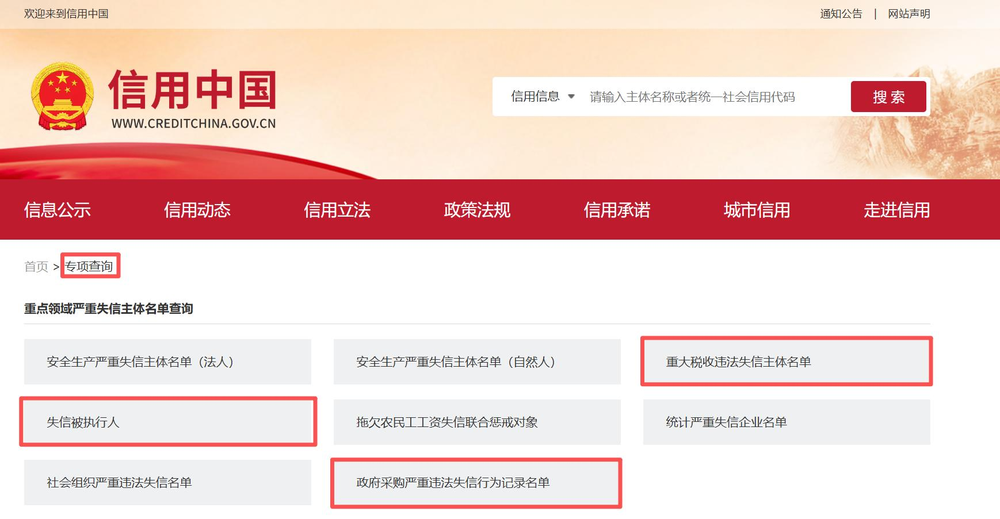 欢迎来到信用中国
通知公告 | 网站声明
信用中国
WWW.CREDITCHINA.GOV.CN
信用信息 请输入主体名称或者统一社会信用代码 搜索
信息公示 信用动态 信用立法 政策法规 信用承诺 城市信用 走进信用
首页 > 专项查询
重点领域严重失信主体名单查询
安全生产严重失信主体名单（法人） 安全生产严重失信主体名单（自然人） 重大税收违法失信主体名单
失信被执行人 拖欠农民工工资失信联合惩戒对象 统计严重失信企业名单
社会组织严重违法失信名单 政府采购严重违法失信行为记录名单